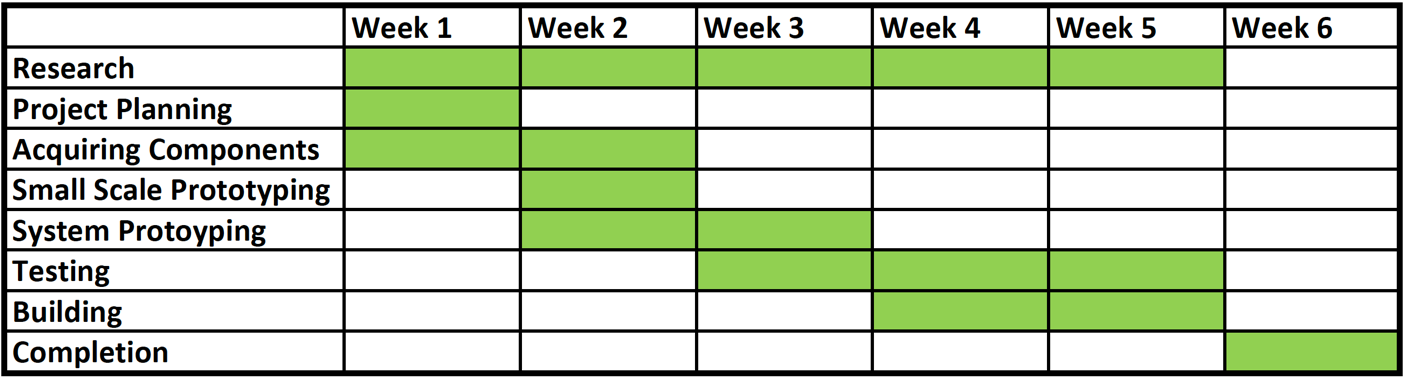 Week 1 Week 2 Week 3 Week 4 Week 5 Week 6
Research
Project Planning
Acquiring Components
Small Scale Prototyping
System Protoyping
Testing
Building
Completion